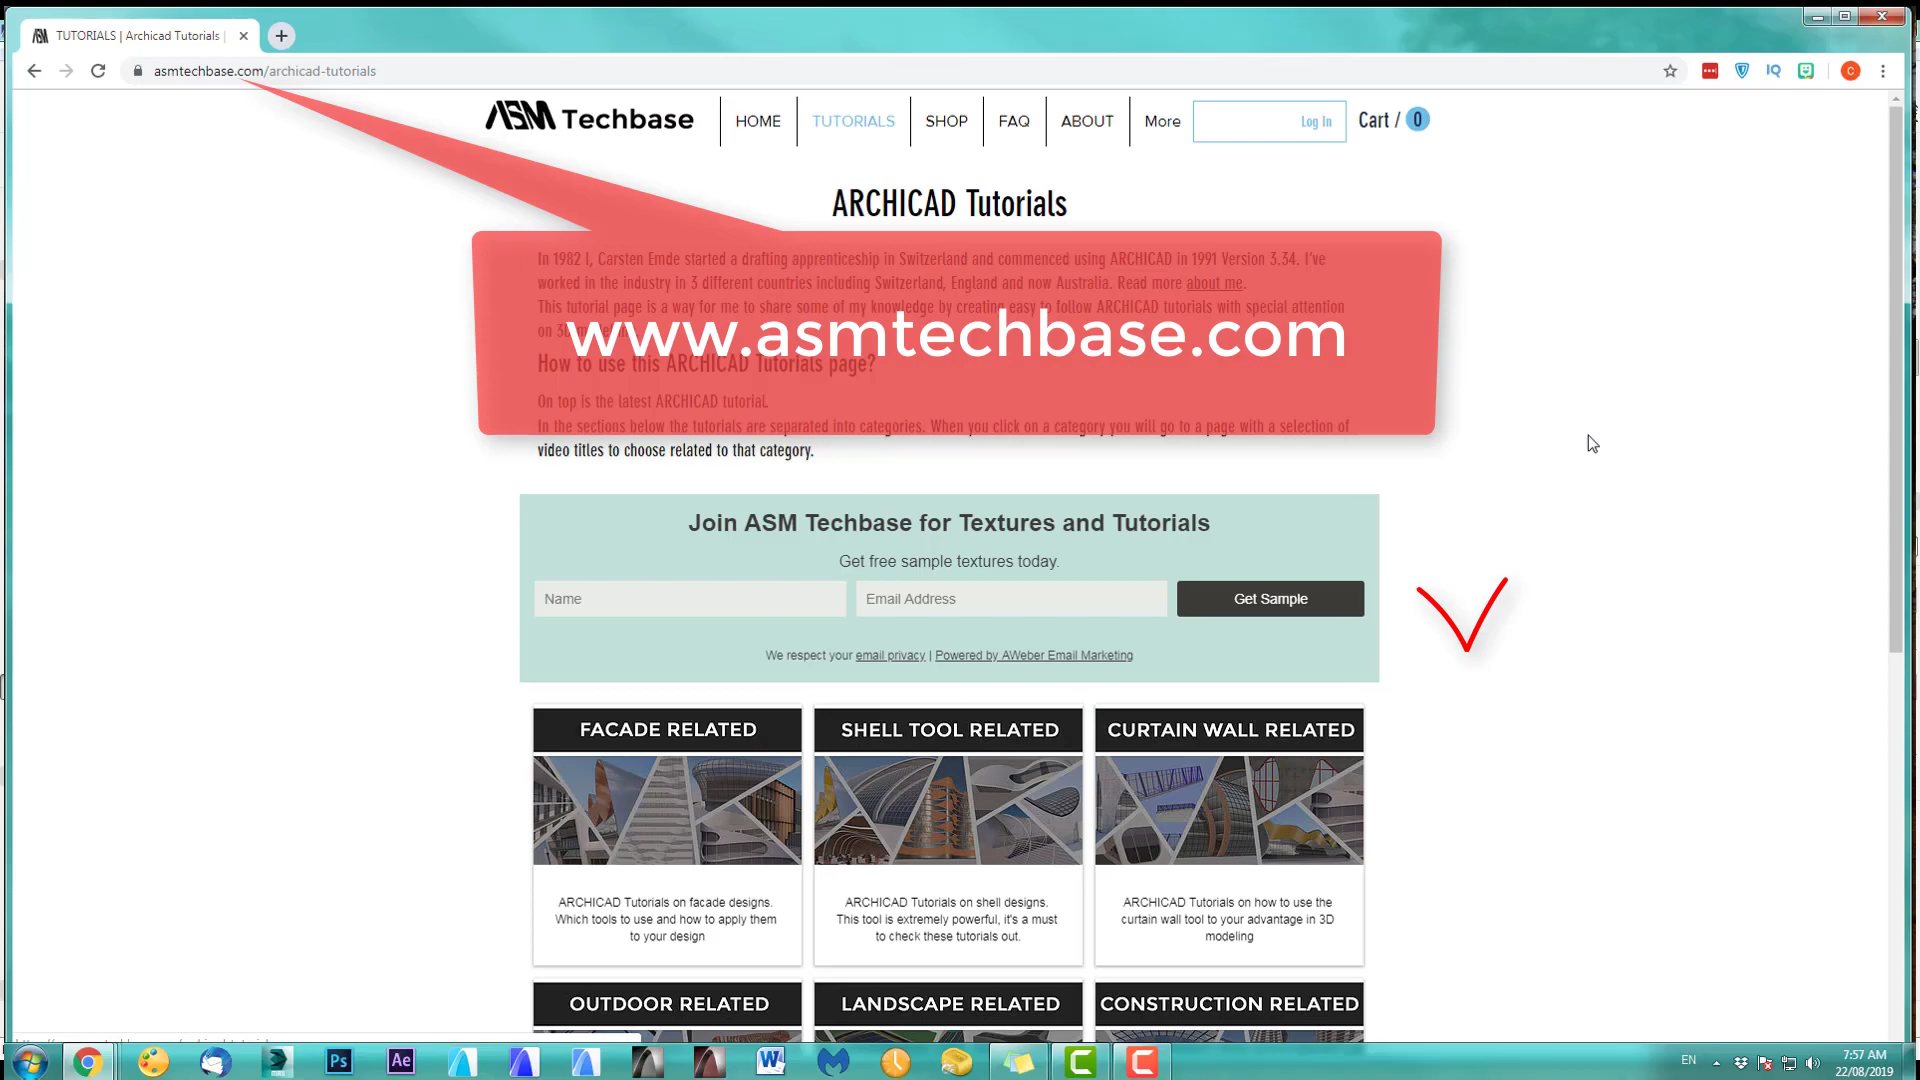 TUTORIALS | Archicad Tutorials |
asmtechbase.com/archicad-tutorials
ASM Techbase
HOME
TUTORIALS
SHOP
FAQ
ABOUT
More
Log In
Cart / 0
ARCHICAD Tutorials
In 1982 I, Carsten Emde started a drafting apprenticeship in Switzerland and commenced using ARCHICAD in 1991 Version 3.34. I've
worked in the industry in 3 different countries including Switzerland, England and now Australia. Read more about me.
This tutorial page is a way for me to share some of my knowledge by creating easy to follow ARCHICAD tutorials with special attention
on 3D
www.asmtechbase.com
How to use this ARCHICAD Tutorials page?
On top is the latest ARCHICAD tutorial.
In the sections below the tutorials are separated into categories. When you click on a category you will go to a page with a selection of
video titles to choose related to that category.
Join ASM Techbase for Textures and Tutorials
Get free sample textures today.
Name
Email Address
Get Sample
We respect your email privacy | Powered by AWeber Email Marketing
FACADE RELATED
SHELL TOOL RELATED
CURTAIN WALL RELATED
ARCHICAD Tutorials on facade designs.
Which tools to use and how to apply them
to your design
ARCHICAD Tutorials on shell designs.
This tool is extremely powerful, it's a must
to check these tutorials out.
ARCHICAD Tutorials on how to use the
curtain wall tool to your advantage in 3D
modeling
OUTDOOR RELATED
LANDSCAPE RELATED
CONSTRUCTION RELATED
Ps
Ae
EN
7:57 AM
22/08/2019